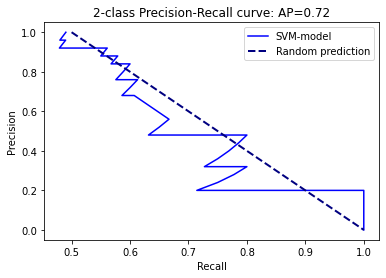 2-class Precision-Recall curve: AP=0.72
SVM-model
Random prediction
Precision
1.0
0.8
0.6
0.4
0.2
0.0
0.5 0.6 0.7 0.8 0.9 1.0
Recall